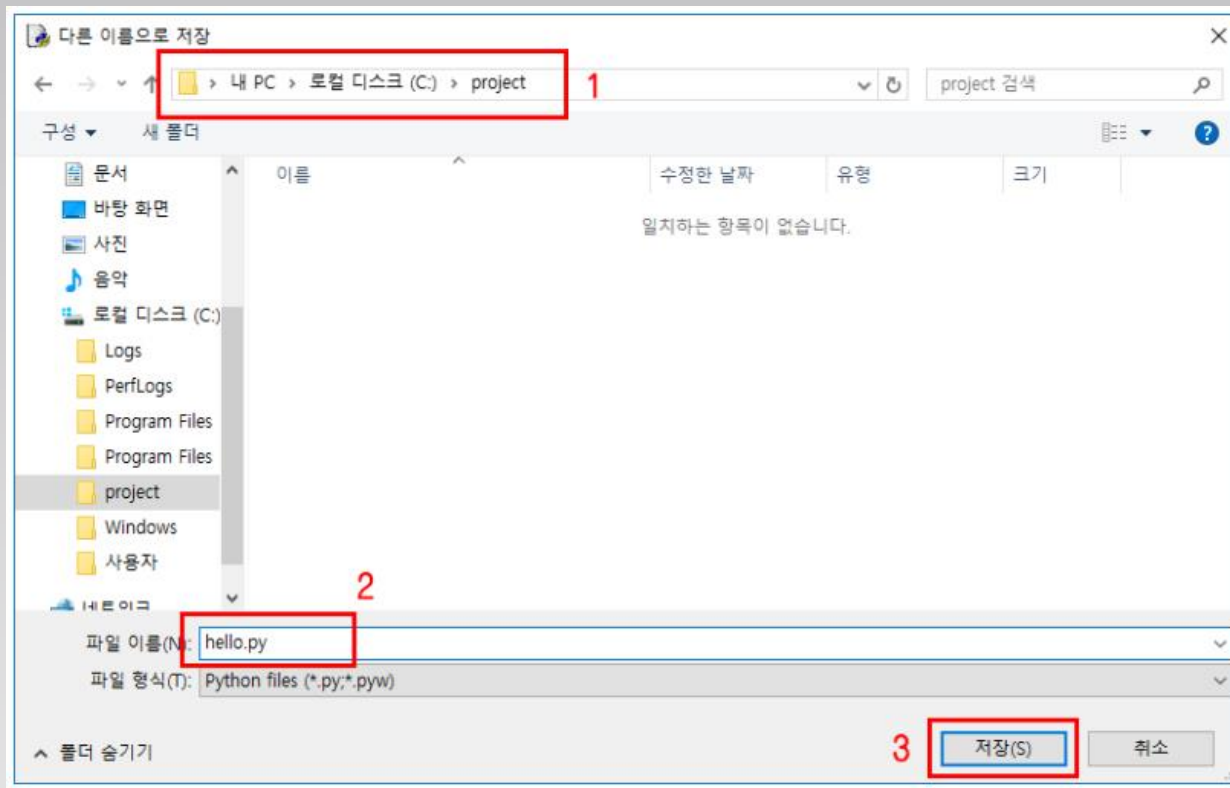 다른 이름으로 저장
내 PC > 로컬 디스크 (C:) > project
1
project 검색
구성
새 폴더
이름 수정한 날짜 유형 크기
일치하는 항목이 없습니다.
문서
바탕 화면
사진
음악
로컬 디스크 (C:)
Logs
PerfLogs
Program Files
Program Files
project
Windows
사용자
네트워크
2
파일 이름(N): hello.py
파일 형식(T): Python files (*.py;*.pyw)
폴더 숨기기
3
저장(S)
취소